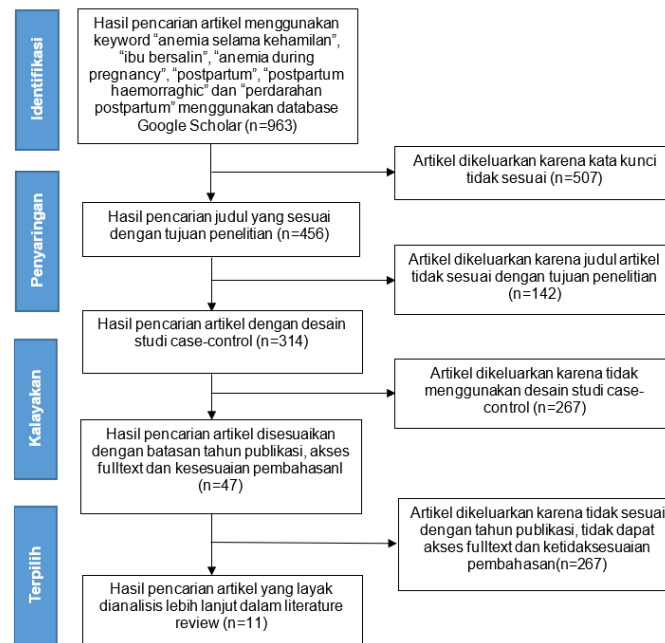 Identifikasi
Hasil pencarian artikel menggunakan
keyword “anemia selama kehamilan”,
“ibu bersalin”, “anemia during
pregnancy”, “postpartum”, “postpartum
haemorraghic” dan “perdarahan
postpartum” menggunakan database
Google Scholar (n=963)
Artikel dikeluarkan karena kata kunci
tidak sesuai (n=507)
Penyaringan
Hasil pencarian judul yang sesuai
dengan tujuan penelitian (n=456)
Artikel dikeluarkan karena judul artikel
tidak sesuai dengan tujuan penelitian
(n=142)
Hasil pencarian artikel dengan desain
studi case-control (n=314)
Artikel dikeluarkan karena tidak
menggunakan desain studi case-
control (n=267)
Kalayakan
Hasil pencarian artikel disesuaikan
dengan batasan tahun publikasi, akses
fulltext dan kesesuaian pembahasanl
(n=47)
Artikel dikeluarkan karena tidak sesuai
dengan tahun publikasi, tidak dapat
akses fulltext dan ketidaksesuaian
pembahasan(n=267)
Terpilih
Hasil pencarian artikel yang layak
dianalisis lebih lanjut dalam literature
review (n=11)